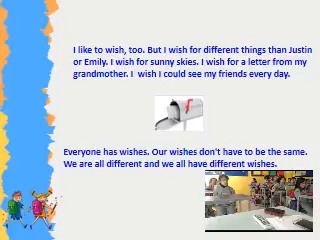 I like to wish, too. But I wish for different things than Justin
or Emily. I wish for sunny skies. I wish for a letter from my
grandmother. I  wish I could see my friends every day.
Everyone has wishes. Our wishes don't have to be the same.
We are all different and we all have different wishes.